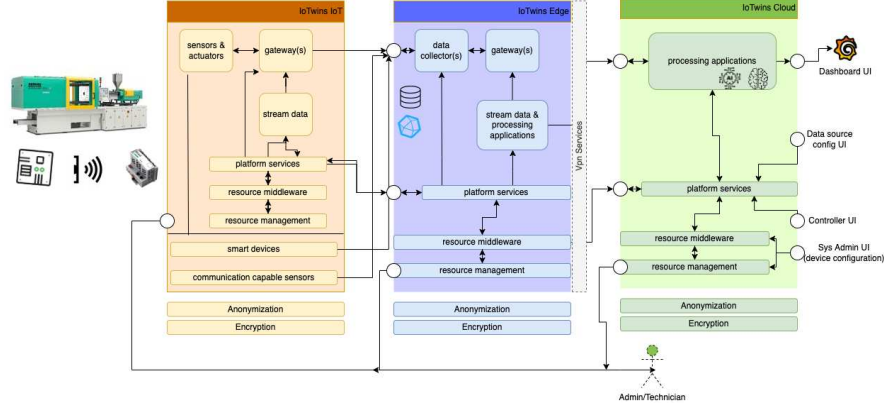 IoTwins IoT
sensors &
actuators
gateway(s)
stream data
platform services
resource middleware
resource management
smart devices
communication capable sensors
Anonymization
Encryption
IoTwins Edge
data
collector(s)
gateway(s)
stream data &
processing
applications
platform services
resource middleware
resource management
Anonymization
Encryption
Vpn Services
IoTwins Cloud
processing applications
AI
platform services
resource middleware
resource management
Anonymization
Encryption
Dashboard UI
Data source
config UI
Controller UI
Sys Admin UI
(device configuration)
Admin/Technician